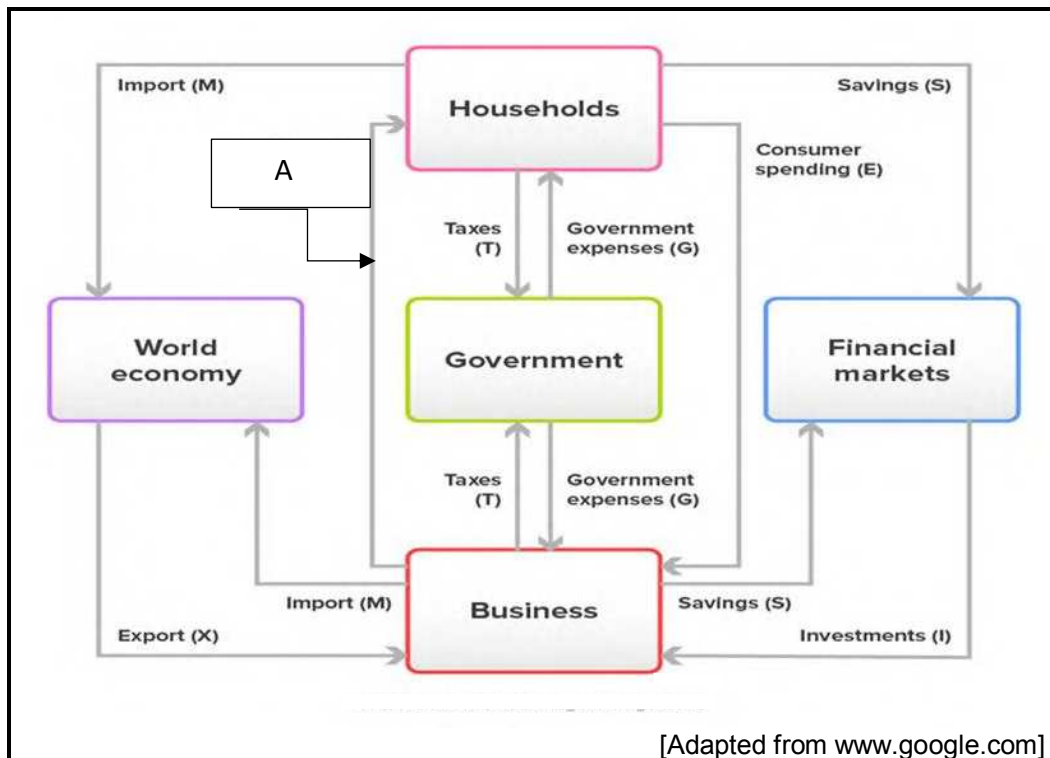 Import (M)
Households
Savings (S)
A
Consumer
spending (E)
Taxes
(T)
Government
expenses (G)
World
economy
Government
Financial
markets
Taxes
(T)
Government
expenses (G)
Import (M)
Business
Savings (S)
Export (X)
Investments (I)
[Adapted from www.google.com]